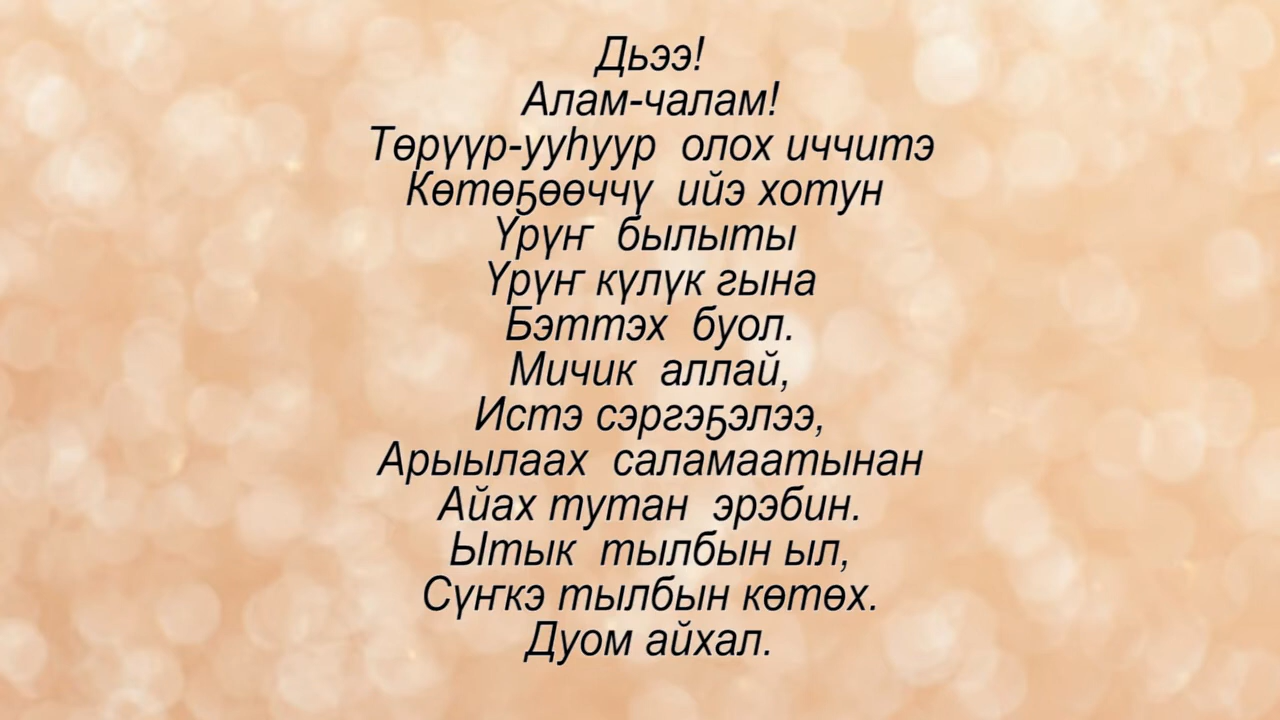 Дьээ!
Алам-чалам!
Төрүүр-ууһуур олох иччитэ
Көтөҕөөччү ийэ хотун
Үрүҥ былыты
Үрүҥ күлүк гына
Бэттэх буол.
Мичик аллай,
Истэ сэргэҕэлээ,
Арыылаах саламаатынан
Айах тутан эрэбин.
Ытык тылбын ыл,
Сүҥкэ тылбын көтөх.
Дуом айхал.